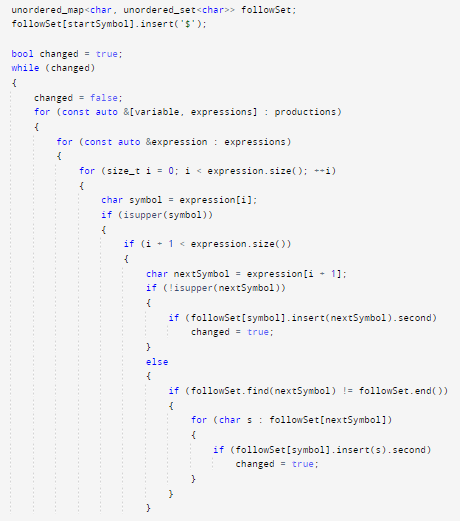 unordered_map<char, unordered_set<char>> followSet;
followSet[startSymbol].insert('$');
bool changed = true;
while (changed)
{
changed = false;
for (const auto &[variable, expressions] : productions)
{
for (const auto &expression : expressions)
{
for (size_t i = 0; i < expression.size(); ++i)
{
char symbol = expression[i];
if (isupper(symbol))
{
if (i + 1 < expression.size())
{
char nextSymbol = expression[i + 1];
if (!isupper(nextSymbol))
{
if (followSet[symbol].insert(nextSymbol).second)
changed = true;
}
else
{
if (followSet.find(nextSymbol) != followSet.end())
{
for (char s : followSet[nextSymbol])
{
if (followSet[symbol].insert(s).second)
changed = true;
}
}
}